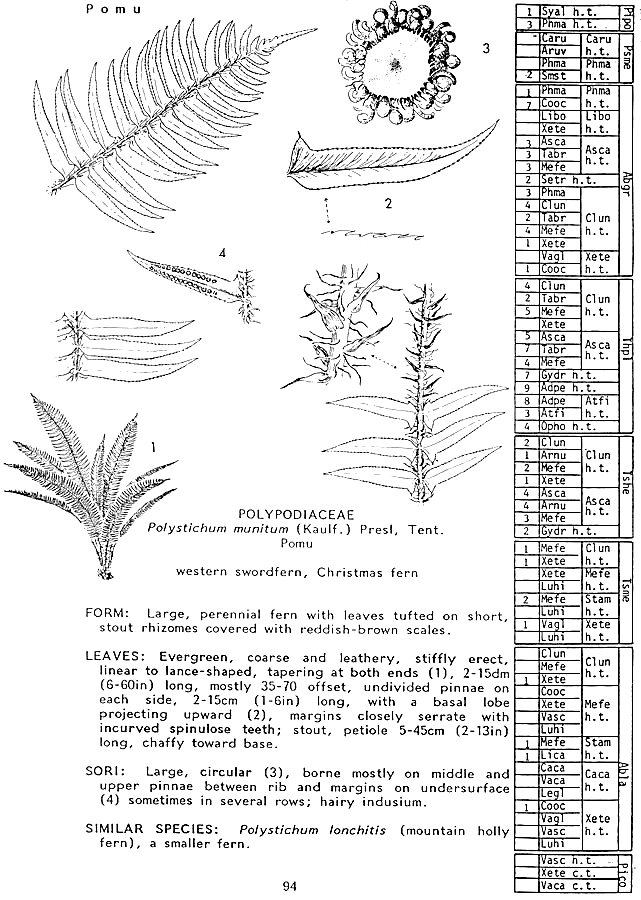 Pomu
3
2
4
1
POLYPODIACEAE
Polystichum munitum (Kaulf.) Presl, Tent.
Pomu
western swordfern, Christmas fern
FORM: Large, perennial fern with leaves tufted on short,
stout rhizomes covered with reddish-brown scales.
LEAVES: Evergreen, coarse and leathery, stiffly erect,
linear to lance-shaped, tapering at both ends (1), 2-15dm
(6-60in) long, mostly 35-70 offset, undivided pinnae on
each side, 2-15cm (1-6in) long, with a basal lobe
projecting upward (2), margins closely serrate with
incurved spinulose teeth; stout, petiole 5-45cm (2-13in)
long, chaffy toward base.
SORI: Large, circular (3), borne mostly on middle and
upper pinnae between rib and margins on undersurface
(4) sometimes in several rows; hairy indusium.
SIMILAR SPECIES: Polystichum lonchitis (mountain holly
fern), a smaller fern.
94
1 Syal h.t.
3 Phma h.t.
Pipo
Caru Caru
Aruv h.t.
Phma Phma
2 Smst h.t.
Psme
1 Phma Phma
7 Cooc h.t.
Libo Libo
Xete h.t.
3 Asca Asca
3 Tabr h.t.
3 Mefe
2 Setr h.t.
3 Phma
4 Clun
2 Tabr Clun
4 Mefe h.t.
1 Xete
Vagl Xete
1 Cooc h.t.
Abgr
4 Clun
2 Tabr Clun
5 Mefe h.t.
Xete
5 Asca Asca
7 Tabr h.t.
4 Mefe
7 Gydr h.t.
9 Adpe h.t.
8 Adpe Atfi
3 Atfi h.t.
4 Opho h.t.
Thpl
2 Clun
1 Arnu Clun
2 Mefe h.t.
1 Xete
4 Asca Asca
4 Arnu h.t.
3 Mefe
2 Gydr h.t.
Tshe
1 Mefe Clun
1 Xete h.t.
Xete Mefe
Luhi h.t.
2 Mefe Stam
Luhi h.t.
1 Vagl Xete
Luhi h.t.
Tsme
Clun Clun
Mefe h.t.
1 Xete
Cooc
Xete Mefe
Vasc h.t.
Luhi
1 Mefe Stam
1 Lica h.t.
Caca Caca
Vaca h.t.
Legl
1 Cooc
Vagl Xete
Vasc h.t.
Luhi
Abla
Vasc h.t.
Xete c.t.
Vaca c.t.
Pico